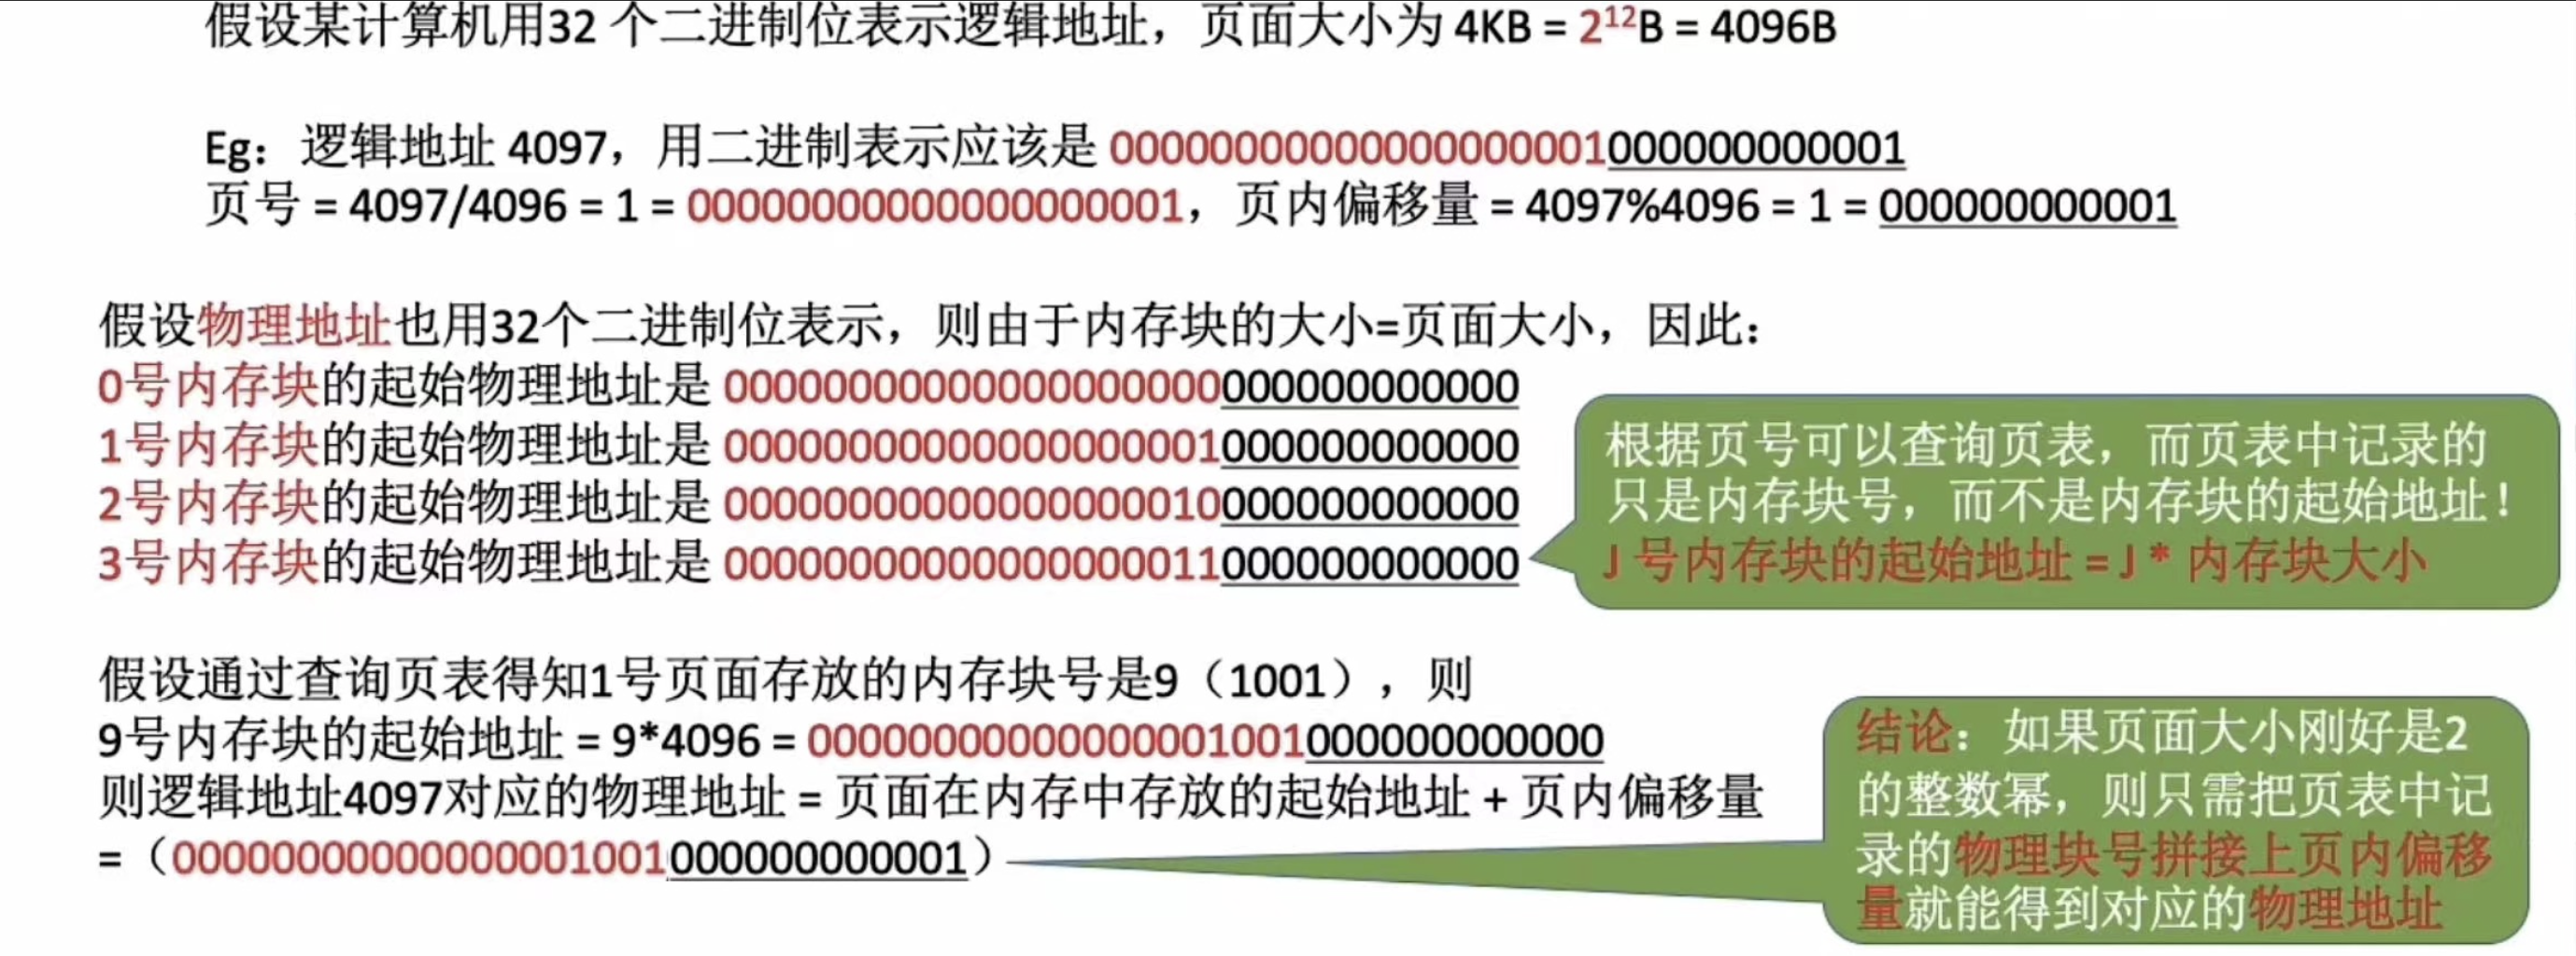 假设某计算机用32 个二进制位表示逻辑地址，页面大小为 4KB = 2¹²B = 4096B
Eg：逻辑地址 4097，用二进制表示应该是 00000000000000000001000000000001
页号 = 4097/4096 = 1 = 00000000000000000001，页内偏移量 = 4097%4096 = 1 = 000000000001
假设物理地址也用32个二进制位表示，则由于内存块的大小=页面大小，因此：
0号内存块的起始物理地址是 00000000000000000000000000000000
1号内存块的起始物理地址是 00000000000000000001000000000000
2号内存块的起始物理地址是 00000000000000000010000000000000
3号内存块的起始物理地址是 00000000000000000011000000000000
根据页号可以查询页表，而页表中记录的
只是内存块号，而不是内存块的起始地址！
J 号内存块的起始地址 = J * 内存块大小
假设通过查询页表得知1号页面存放的内存块号是9（1001），则
9号内存块的起始地址 = 9*4096 = 00000000000000001001000000000000
则逻辑地址4097对应的物理地址 = 页面在内存中存放的起始地址 + 页内偏移量
=（00000000000000001001000000000001）
结论：如果页面大小刚好是2
的整数幂，则只需把页表中记
录的物理块号拼接上页内偏移
量就能得到对应的物理地址